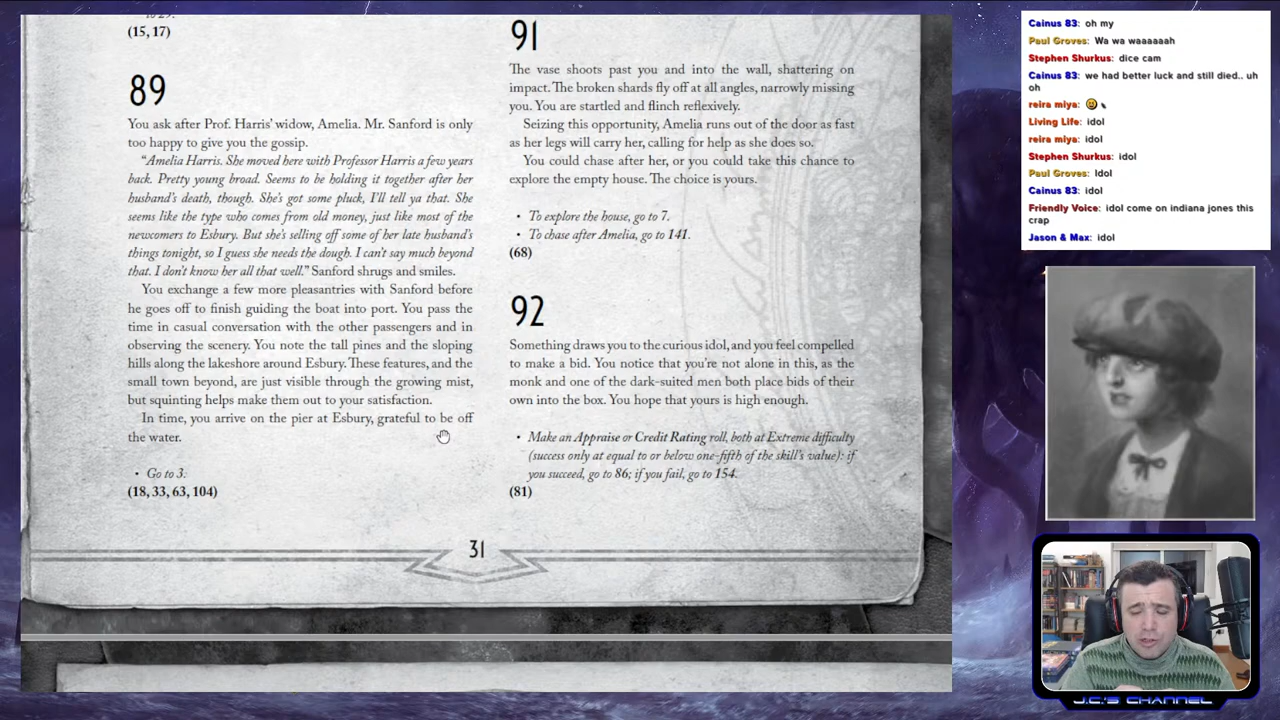 (15, 17)
89
You ask after Prof. Harris' widow, Amelia. Mr. Sanford is only
too happy to give you the gossip.
"Amelia Harris. She moved here with Professor Harris a few years
back. Pretty young broad. Seems to be holding it together after her
husband's death, though. She's got some pluck, I'll tell ya that. She
seems like the type who comes from old money, just like most of the
newcomers to Esbury. But she's selling off some of her late husband's
things tonight, so I guess she needs the dough. I can't say much beyond
that. I don't know her all that well." Sanford shrugs and smiles.
You exchange a few more pleasantries with Sanford before
he goes off to finish guiding the boat into port. You pass the
time in casual conversation with the other passengers and in
observing the scenery. You note the tall pines and the sloping
hills along the lakeshore around Esbury. These features, and the
small town beyond, are just visible through the growing mist,
but squinting helps make them out to your satisfaction.
In time, you arrive on the pier at Esbury, grateful to be off
the water.
• Go to 3.
(18, 33, 63, 104)
91
The vase shoots past you and into the wall, shattering on
impact. The broken shards fly off at all angles, narrowly missing
you. You are startled and flinch reflexively.
Seizing this opportunity, Amelia runs out of the door as fast
as her legs will carry her, calling for help as she does so.
You could chase after her, or you could take this chance to
explore the empty house. The choice is yours.
• To explore the house, go to 7.
• To chase after Amelia, go to 141.
(68)
92
Something draws you to the curious idol, and you feel compelled
to make a bid. You notice that you're not alone in this, as the
monk and one of the dark-suited men both place bids of their
own into the box. You hope that yours is high enough.
• Make an Appraise or Credit Rating roll, both at Extreme difficulty
(success only at equal to or below one-fifth of the skill's value): if
you succeed, go to 86; if you fail, go to 154.
(81)
31
Cainus 83: oh my
Paul Groves: Wa wa waaaaaah
Stephen Shurkus: dice cam
Cainus 83: we had better luck and still died.. uh
oh
reira miya:
Living Life: idol
reira miya: idol
Stephen Shurkus: idol
Paul Groves: Idol
Cainus 83: idol
Friendly Voice: idol come on indiana jones this
crap
Jason & Max: idol
J.C.'S CHANNEL